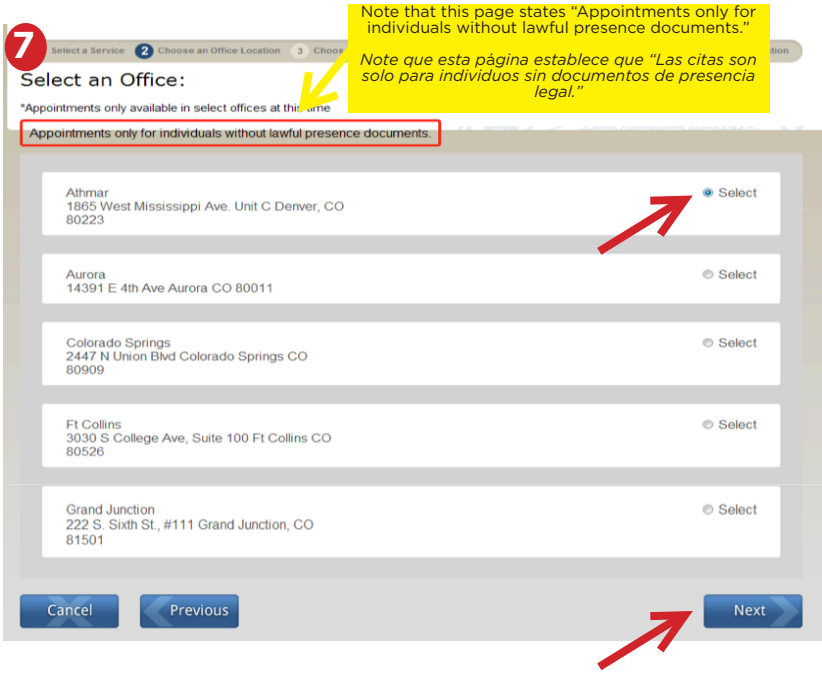 Note that this page states “Appointments only for
individuals without lawful presence documents.”
Note que esta página establece que “Las citas son
solo para individuos sin documentos de presencia
legal.”
7
Select a Service 2 Choose an Office Location 3
Select an Office:
*Appointments only available in select offices at this time
Appointments only for individuals without lawful presence documents.
Athmar
1865 West Mississippi Ave. Unit C Denver, CO
80223
Select
Aurora
14391 E 4th Ave Aurora CO 80011
Select
Colorado Springs
2447 N Union Blvd Colorado Springs CO
80909
Select
Ft Collins
3030 S College Ave, Suite 100 Ft Collins CO
80526
Select
Grand Junction
222 S. Sixth St., #111 Grand Junction, CO
81501
Select
Cancel
Previous
Next